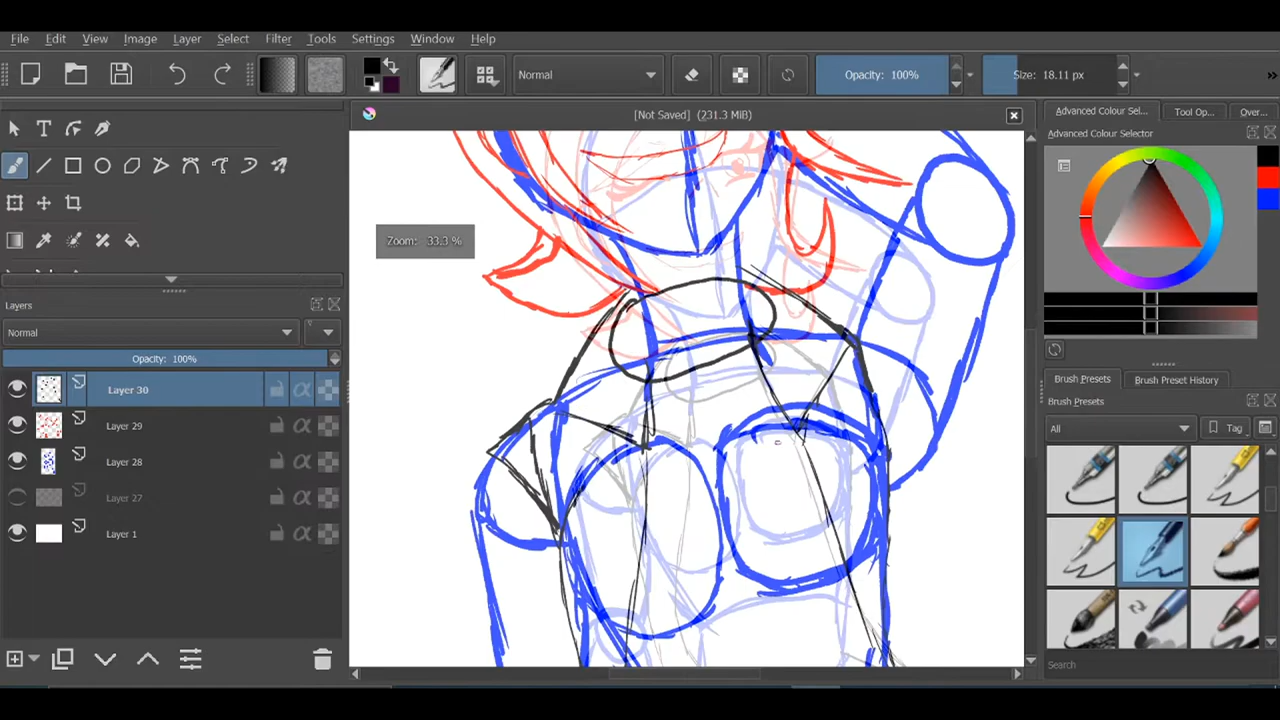 File Edit View Image Layer Select Filter Tools Settings Window Help
Normal Opacity: 100% Size: 18.11 px »
[Not Saved] (231.3 MIB)
Advanced Colour Sel... Tool Op... Over...
Advanced Colour Selector
Zoom: 33.3 %
Layers
Normal
Opacity: 100%
Layer 30
Layer 29
Layer 28
Layer 27
Layer 1
Brush Presets Brush Preset History
Brush Presets
All Tag
Search